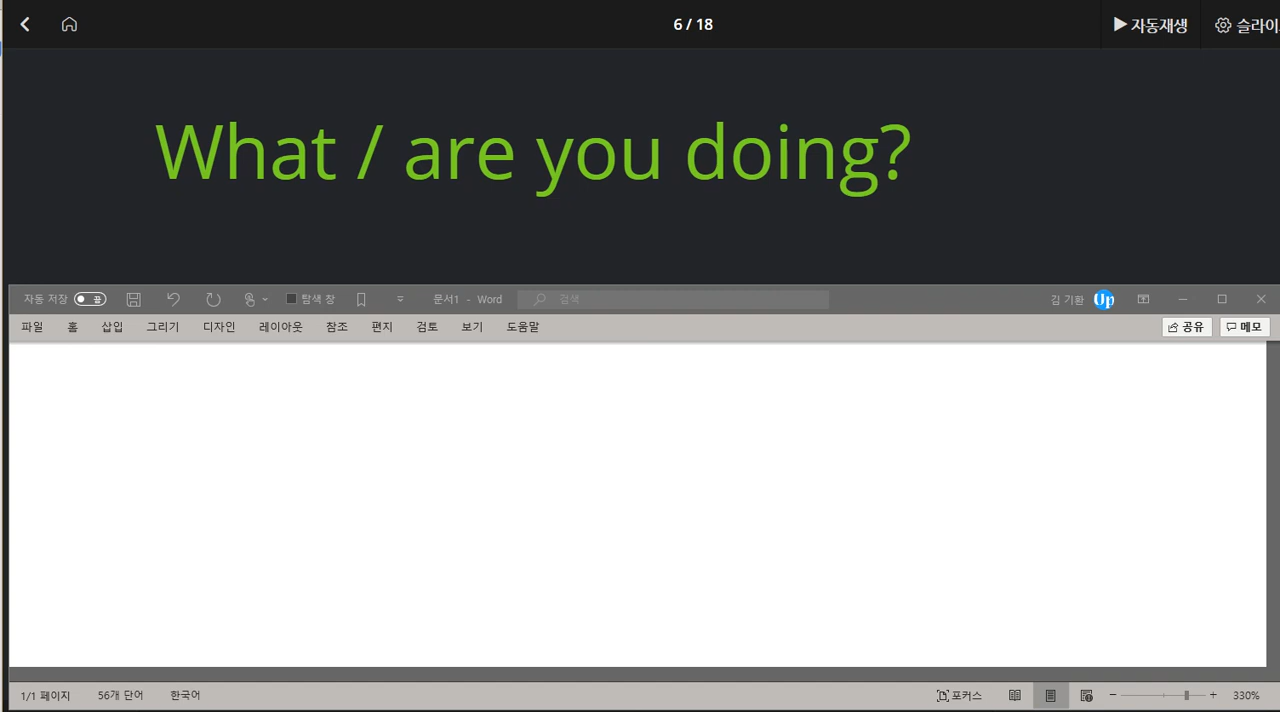 6 / 18
▶ 자동재생
슬라이
What / are you doing?
자동 저장 끔
탐색 창
문서1 - Word
검색
김 기환
Up
파일 홈 삽입 그리기 디자인 레이아웃 참조 편지 검토 보기 도움말
공유 메모
1/1 페이지 56개 단어 한국어
포커스
- + 330%